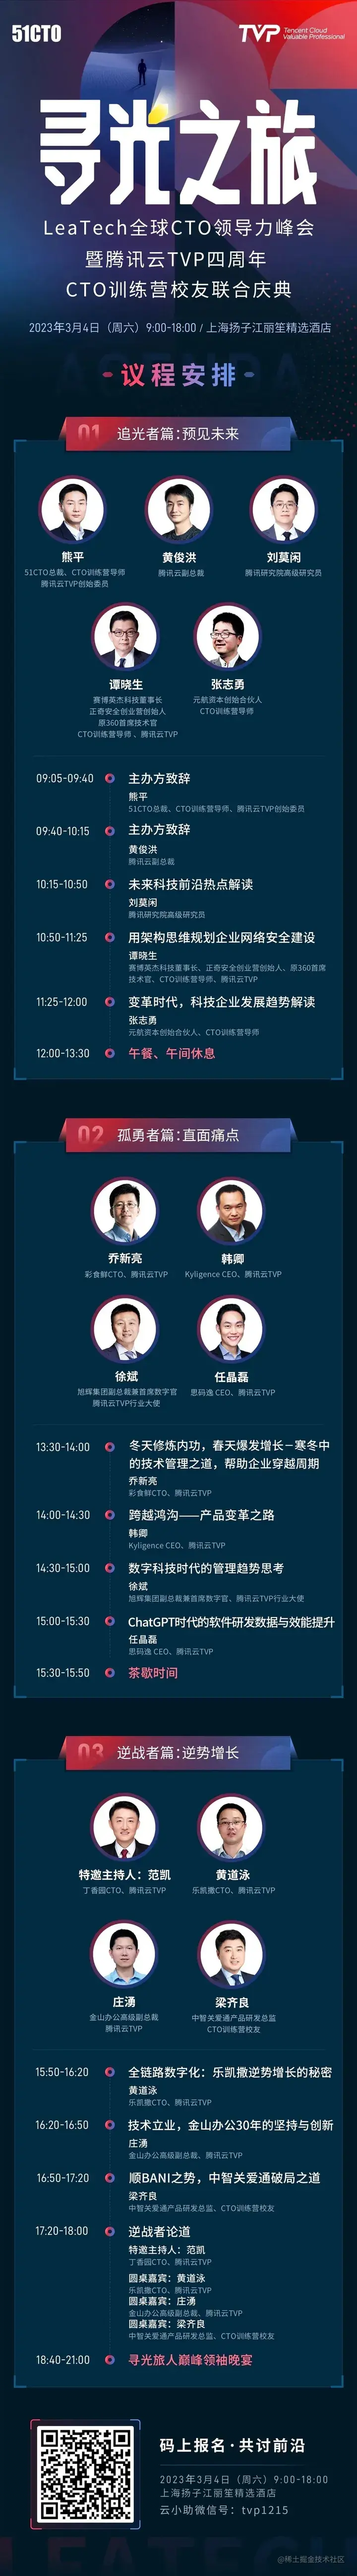 51CTO
TVP Tencent Cloud
Valuable Professional
寻光之旅
LeaTech全球CTO领导力峰会
暨腾讯云TVP四周年
CTO训练营校友联合庆典
2023年3月4日（周六）9:00-18:00 / 上海扬子江丽笙精选酒店
议程安排
01 追光者篇：预见未来
熊平
51CTO总裁、CTO训练营导师
腾讯云TVP创始委员
黄俊洪
腾讯云副总裁
刘莫闲
腾讯研究院高级研究员
谭晓生
赛博英杰科技董事长
正奇安全创业营创始人
原360首席技术官
CTO训练营导师 、腾讯云TVP
张志勇
元航资本创始合伙人
CTO训练营导师
09:05-09:40 主办方致辞
熊平
51CTO总裁、CTO训练营导师、腾讯云TVP创始委员
09:40-10:15 主办方致辞
黄俊洪
腾讯云副总裁
10:15-10:50 未来科技前沿热点解读
刘莫闲
腾讯研究院高级研究员
10:50-11:25 用架构思维规划企业网络安全建设
谭晓生
赛博英杰科技董事长、正奇安全创业营创始人、原360首席
技术官、CTO训练营导师、腾讯云TVP
11:25-12:00 变革时代，科技企业发展趋势解读
张志勇
元航资本创始合伙人、CTO训练营导师
12:00-13:30 午餐、午间休息
02 孤勇者篇：直面痛点
乔新亮
彩食鲜CTO、腾讯云TVP
韩卿
Kyligence CEO、腾讯云TVP
徐斌
旭辉集团副总裁兼首席数字官
腾讯云TVP行业大使
任晶磊
思码逸 CEO、腾讯云TVP
13:30-14:00 冬天修炼内功，春天爆发增长－寒冬中
的技术管理之道，帮助企业穿越周期
乔新亮
彩食鲜CTO、腾讯云TVP
14:00-14:30 跨越鸿沟——产品变革之路
韩卿
Kyligence CEO、腾讯云TVP
14:30-15:00 数字科技时代的管理趋势思考
徐斌
旭辉集团副总裁兼首席数字官、腾讯云TVP行业大使
15:00-15:30 ChatGPT时代的软件研发数据与效能提升
任晶磊
思码逸 CEO、腾讯云TVP
15:30-15:50 茶歇时间
03 逆战者篇：逆势增长
特邀主持人：范凯
丁香园CTO、腾讯云TVP
黄道泳
乐凯撒CTO、腾讯云TVP
庄湧
金山办公高级副总裁
腾讯云TVP
梁齐良
中智关爱通产品研发总监
CTO训练营校友
15:50-16:20 全链路数字化：乐凯撒逆势增长的秘密
黄道泳
乐凯撒CTO、腾讯云TVP
16:20-16:50 技术立业，金山办公30年的坚持与创新
庄湧
金山办公高级副总裁、腾讯云TVP
16:50-17:20 顺BANI之势，中智关爱通破局之道
梁齐良
中智关爱通产品研发总监、CTO训练营校友
17:20-18:00 逆战者论道
特邀主持人：范凯
丁香园CTO、腾讯云TVP
圆桌嘉宾：黄道泳
乐凯撒CTO、腾讯云TVP
圆桌嘉宾：庄湧
金山办公高级副总裁、腾讯云TVP
圆桌嘉宾：梁齐良
中智关爱通产品研发总监、CTO训练营校友
18:40-21:00 寻光旅人巅峰领袖晚宴
码上报名·共讨前沿
2023年3月4日（周六）9:00-18:00
上海扬子江丽笙精选酒店
云小助微信号：tvp1215
LEATECH
@稀土掘金技术社区